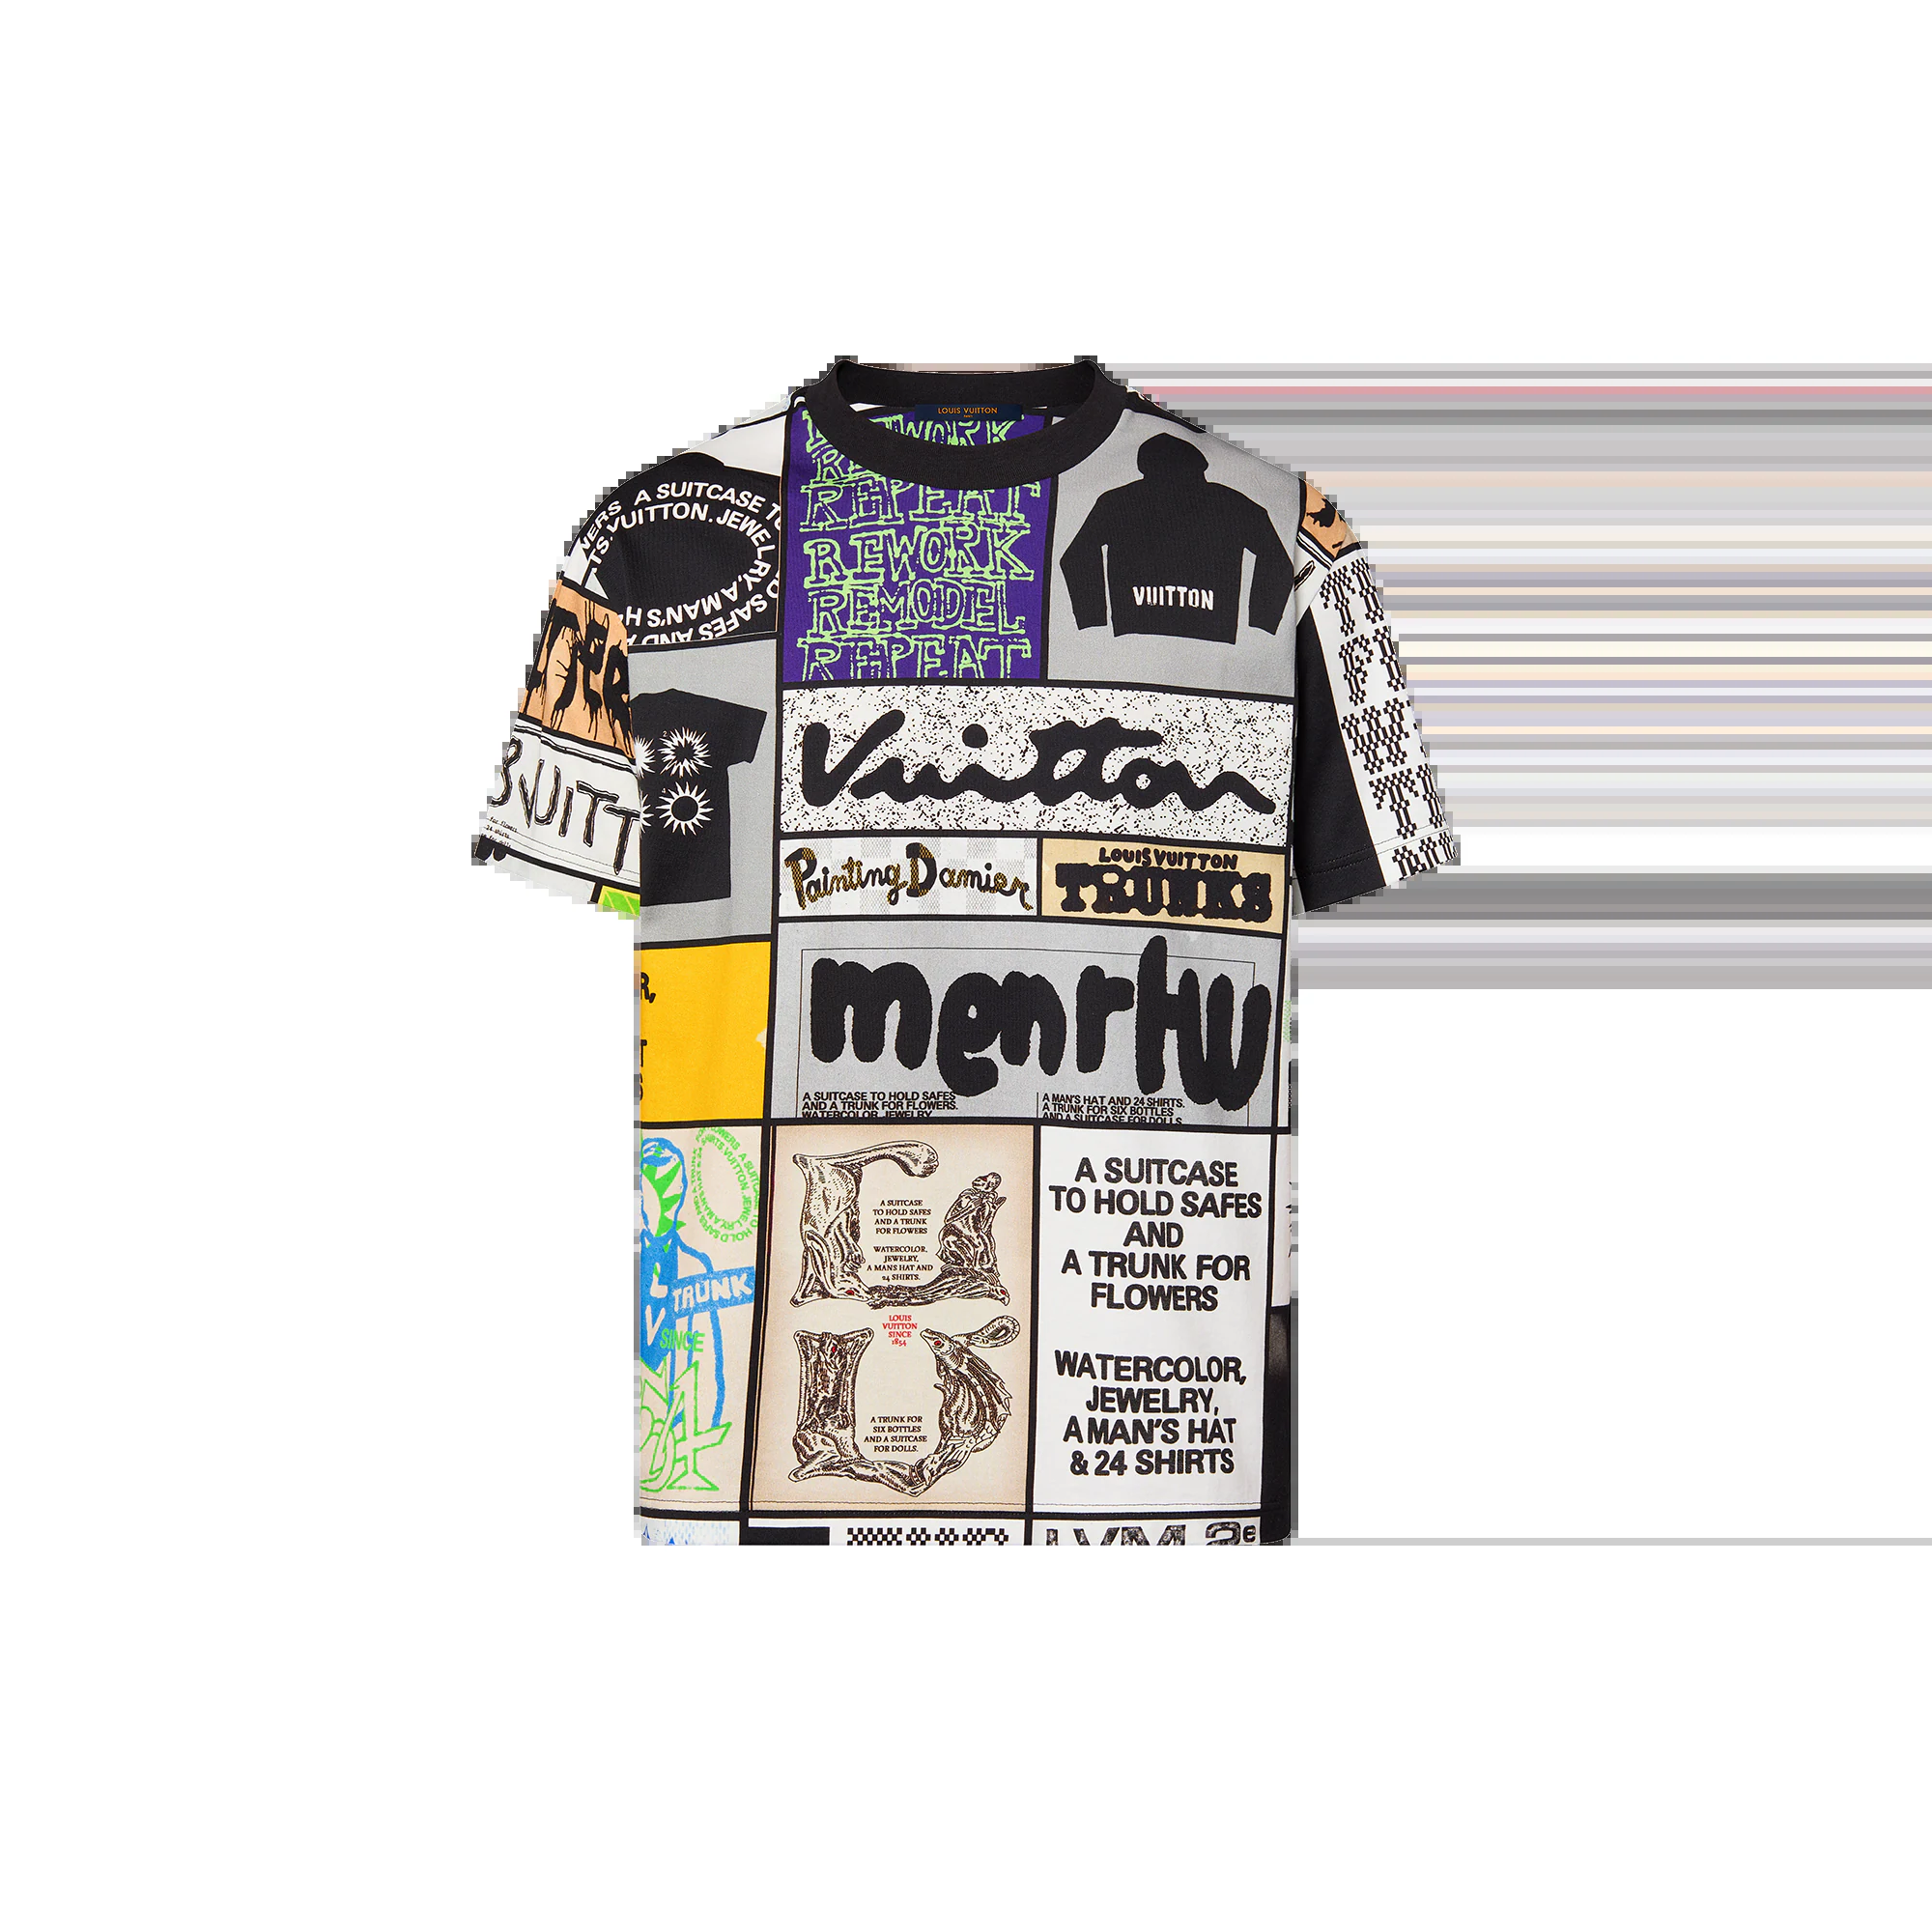 LOUIS VUITTON
REWORK
REPEAT
REWORK
REMODEL
REPEAT
A SUITCASE
VUITTON. JEWELRY, A MAN'S H
SAFES AND
VUITTON
Vuitton
VUITT
Painting Damier
LOUIS VUITTON
TRUNKS
A SUITCASE TO HOLD SAFES
AND A TRUNK FOR FLOWERS.
WATERCOLOR, JEWELRY
A MAN'S HAT AND 24 SHIRTS.
A TRUNK FOR SIX BOTTLES
AND A SUITCASE FOR DOLLS
TRUNK
LV
SINCE
A SUITCASE
TO HOLD SAFES
AND A TRUNK
FOR FLOWERS
WATERCOLOR,
JEWELRY,
A MAN'S HAT AND
24 SHIRTS.
LOUIS
VUITTON
SINCE
1854
A TRUNK FOR
SIX BOTTLES
AND A SUITCASE
FOR DOLLS.
A SUITCASE
TO HOLD SAFES
AND
A TRUNK FOR
FLOWERS
WATERCOLOR,
JEWELRY,
A MAN'S HAT
& 24 SHIRTS